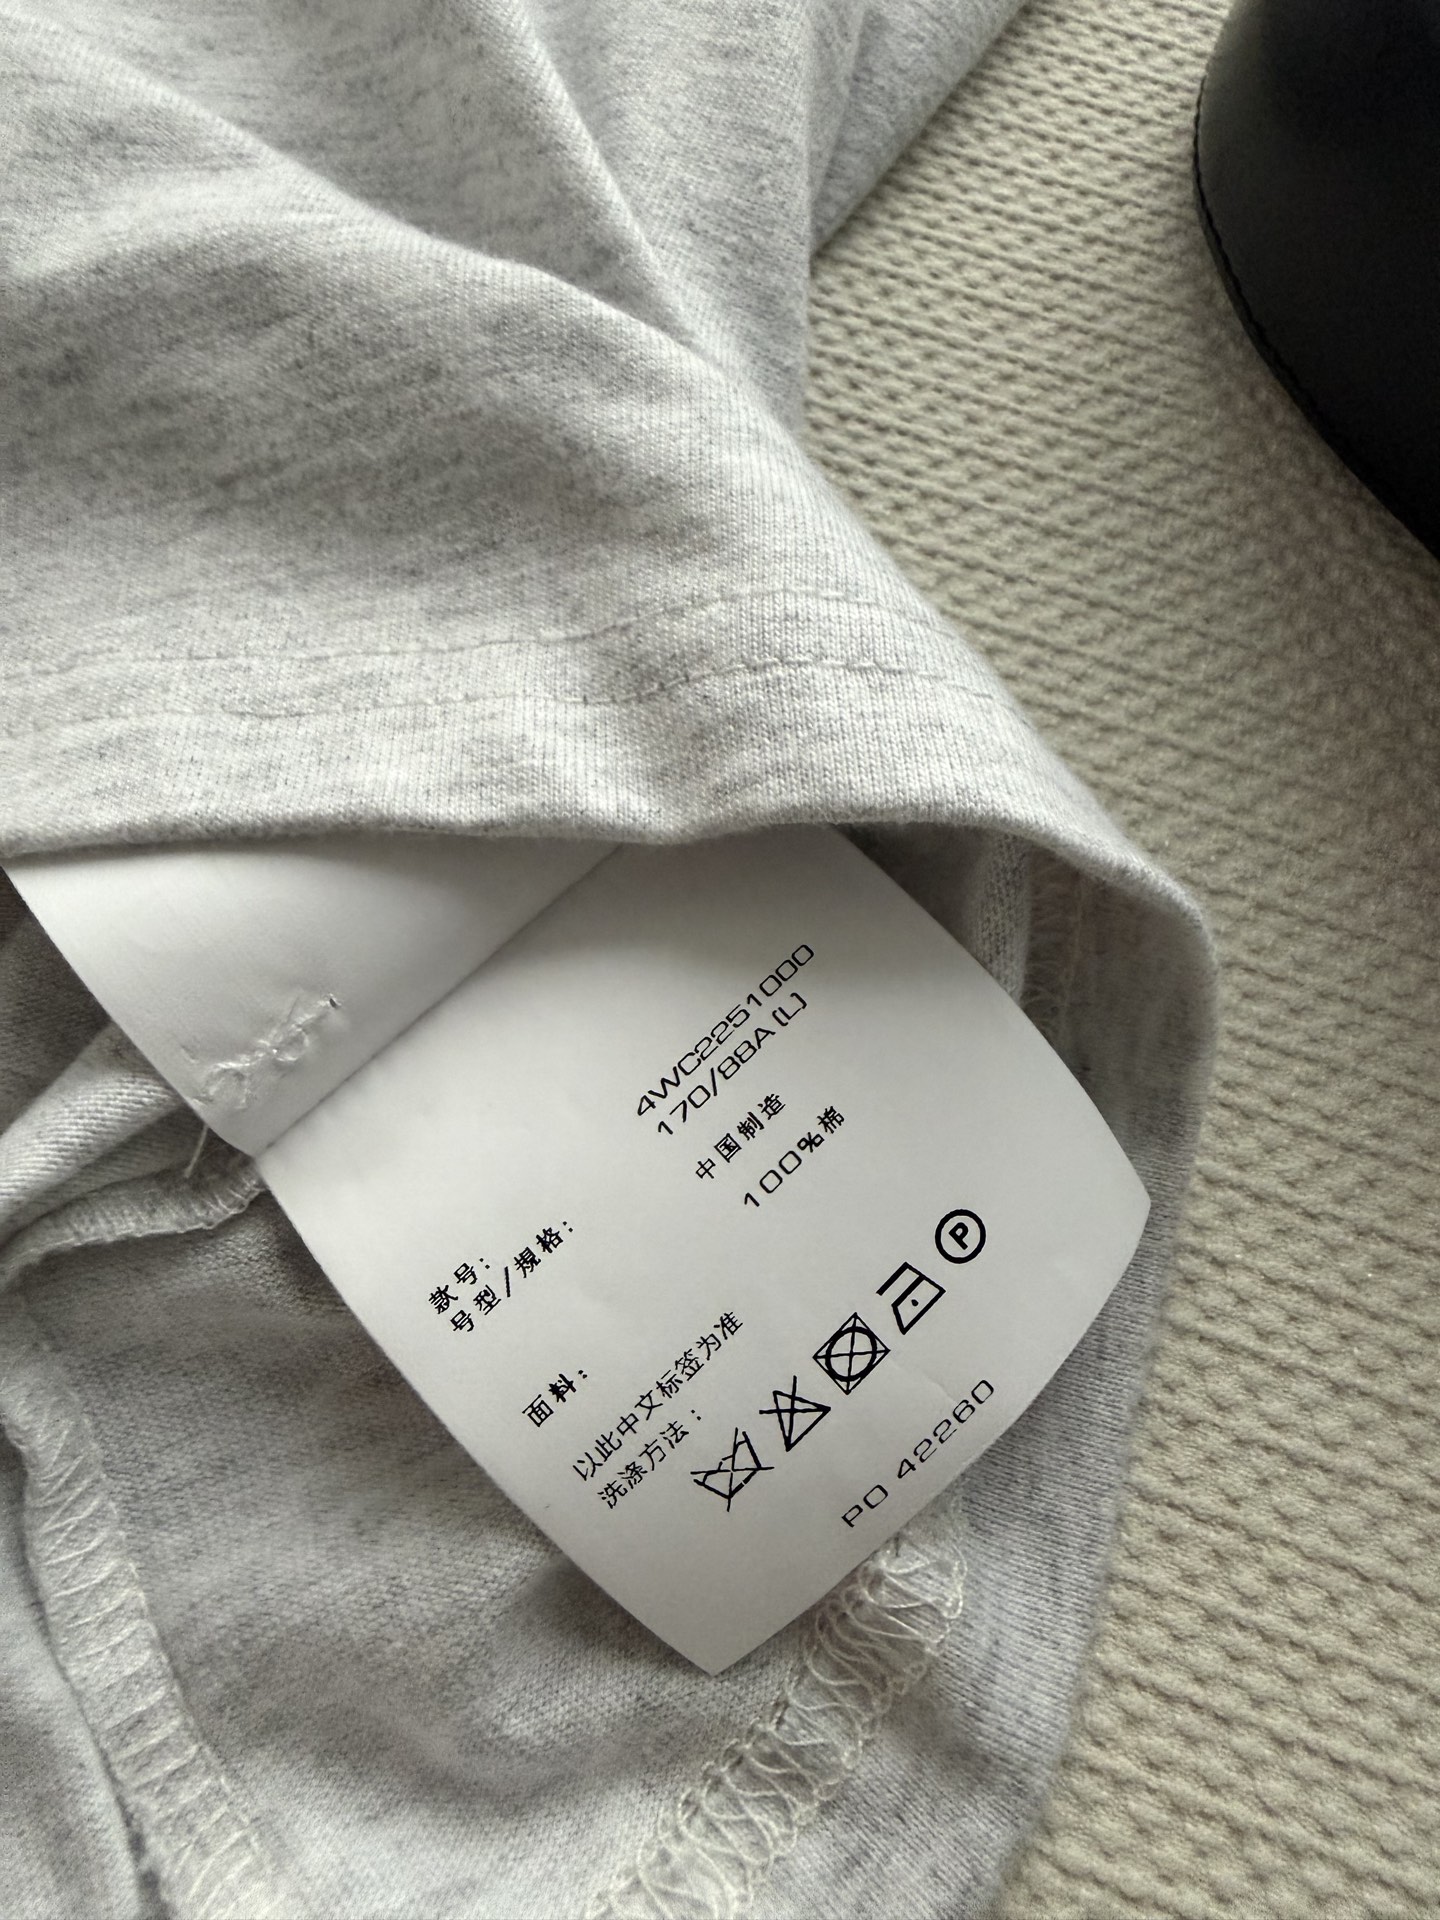 款号： 4WC2251000
号型/規格： 170/88A (L)
中国制造
面料： 100%棉
以此中文标签为准
洗涤方法：
P
PO 42260